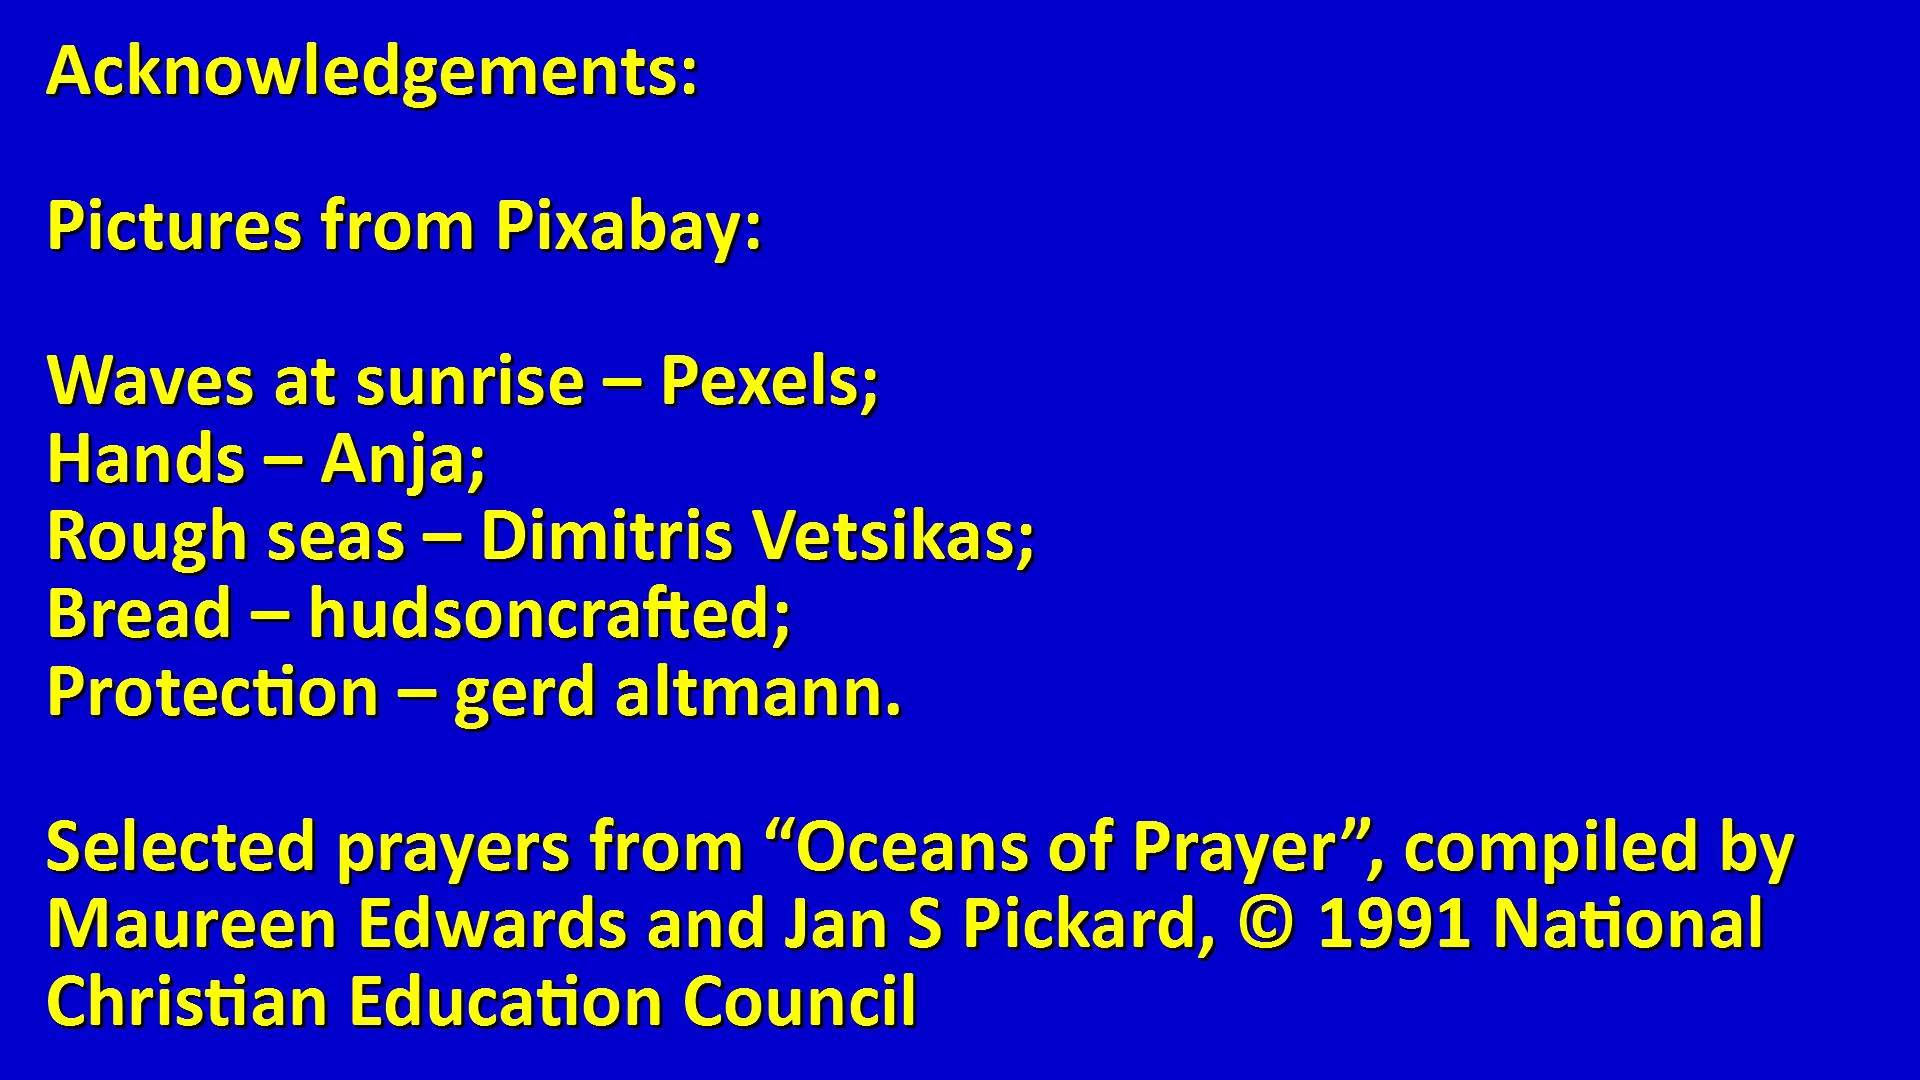 Acknowledgements:
Pictures from Pixabay:
Waves at sunrise – Pexels;
Hands – Anja;
Rough seas – Dimitris Vetsikas;
Bread – hudsoncrafted;
Protection – gerd altmann.
Selected prayers from “Oceans of Prayer”, compiled by
Maureen Edwards and Jan S Pickard, © 1991 National
Christian Education Council